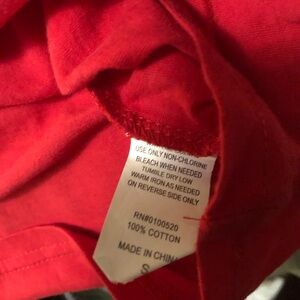 USE ONLY NON-CHLORINE
BLEACH WHEN NEEDED
TUMBLE DRY LOW
WARM IRON AS NEEDED
ON REVERSE SIDE ONLY
RN#0100520
100% COTTON
MADE IN CHINA
S